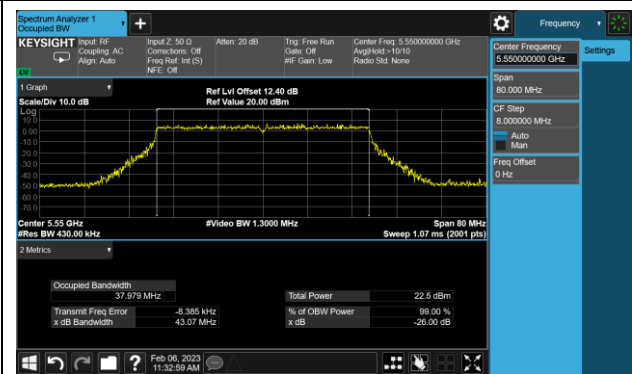 Spectrum Analyzer 1
Occupied BW
+
Frequency
KEYSIGHT
Input: RF
Coupling: AC
Align: Auto
Input Z: 50 Ω
Corrections: Off
Freq Ref: Int (S)
NFE: Off
Atten: 20 dB
Trig: Free Run
Gate: Off
#IF Gain: Low
Center Freq: 5.550000000 GHz
Avg|Hold:>10/10
Radio Std: None
Center Frequency
5.550000000 GHz
Settings
Span
80.000 MHz
CF Step
8.000000 MHz
Auto
Man
Freq Offset
0 Hz
1 Graph
Scale/Div 10.0 dB
Ref Lvl Offset 12.40 dB
Ref Value 20.00 dBm
Log
10.0
0.00
-10.0
-20.0
-30.0
-40.0
-50.0
-60.0
-70.0
Center 5.55 GHz
#Video BW 1.3000 MHz
Span 80 MHz
#Res BW 430.00 kHz
Sweep 1.07 ms (2001 pts)
2 Metrics
Occupied Bandwidth
37.979 MHz
Total Power
22.5 dBm
Transmit Freq Error
-8.385 kHz
% of OBW Power
99.00 %
x dB Bandwidth
43.07 MHz
x dB
-26.00 dB
?
Feb 06, 2023
11:32:59 AM